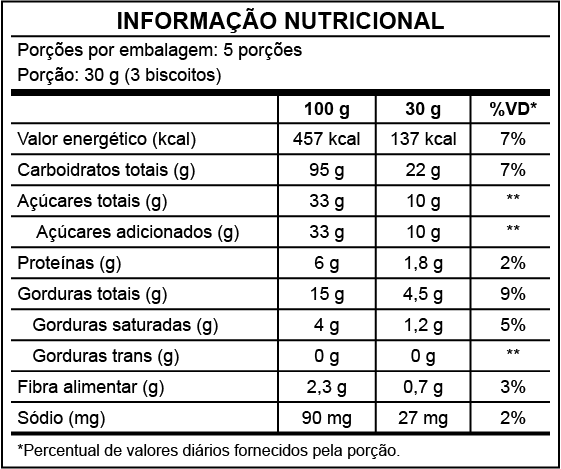 INFORMAÇÃO NUTRICIONAL
Porções por embalagem: 5 porções
Porção: 30 g (3 biscoitos)
100 g 30 g %VD*
Valor energético (kcal) 457 kcal 137 kcal 7%
Carboidratos totais (g) 95 g 22 g 7%
Açúcares totais (g) 33 g 10 g **
Açúcares adicionados (g) 33 g 10 g **
Proteínas (g) 6 g 1,8 g 2%
Gorduras totais (g) 15 g 4,5 g 9%
Gorduras saturadas (g) 4 g 1,2 g 5%
Gorduras trans (g) 0 g 0 g **
Fibra alimentar (g) 2,3 g 0,7 g 3%
Sódio (mg) 90 mg 27 mg 2%
*Percentual de valores diários fornecidos pela porção.